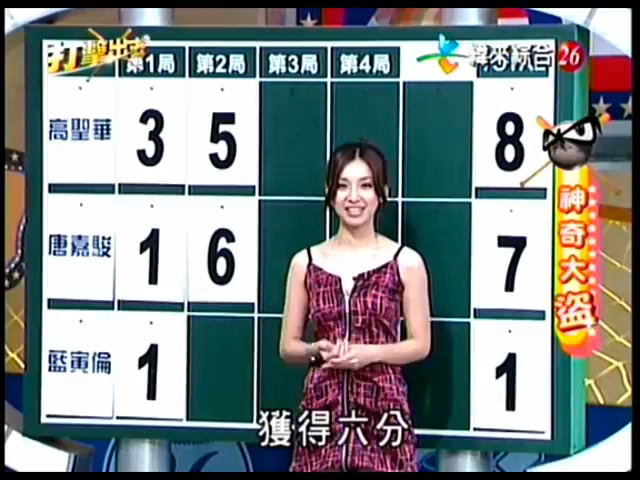 打擊出去
第1局 第2局 第3局 第4局
緯來綜合 26
高聖華 3 5 8
唐嘉駿 1 6 7
藍寅倫 1 1
神奇大盜
獲得六分